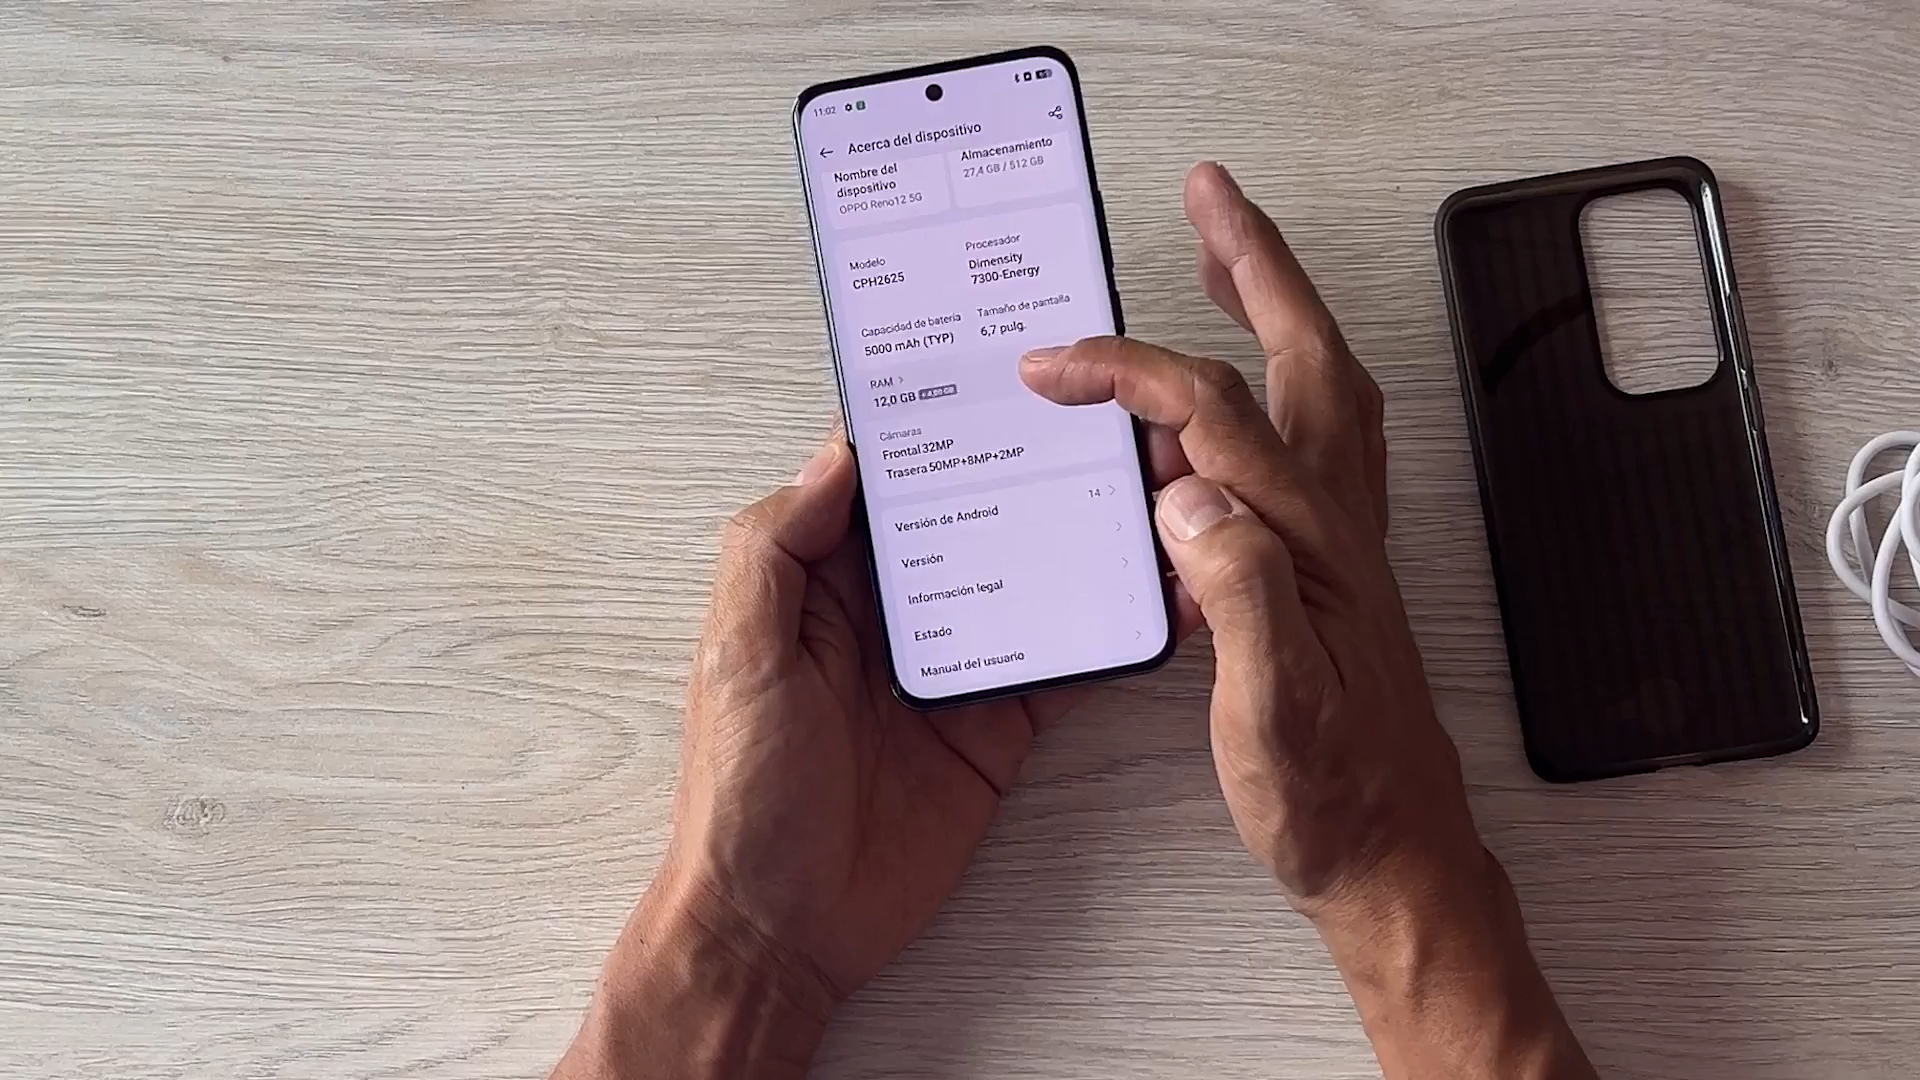 11:02
Acerca del dispositivo
Nombre del
dispositivo
OPPO Reno12 5G
Almacenamiento
27,4 GB / 512 GB
Modelo
CPH2625
Procesador
Dimensity
7300-Energy
Capacidad de batería
5000 mAh (TYP)
Tamaño de pantalla
6,7 pulg.
RAM
12,0 GB
Cámaras
Frontal 32MP
Trasera 50MP+8MP+2MP
Versión de Android
14
Versión
Información legal
Estado
Manual del usuario